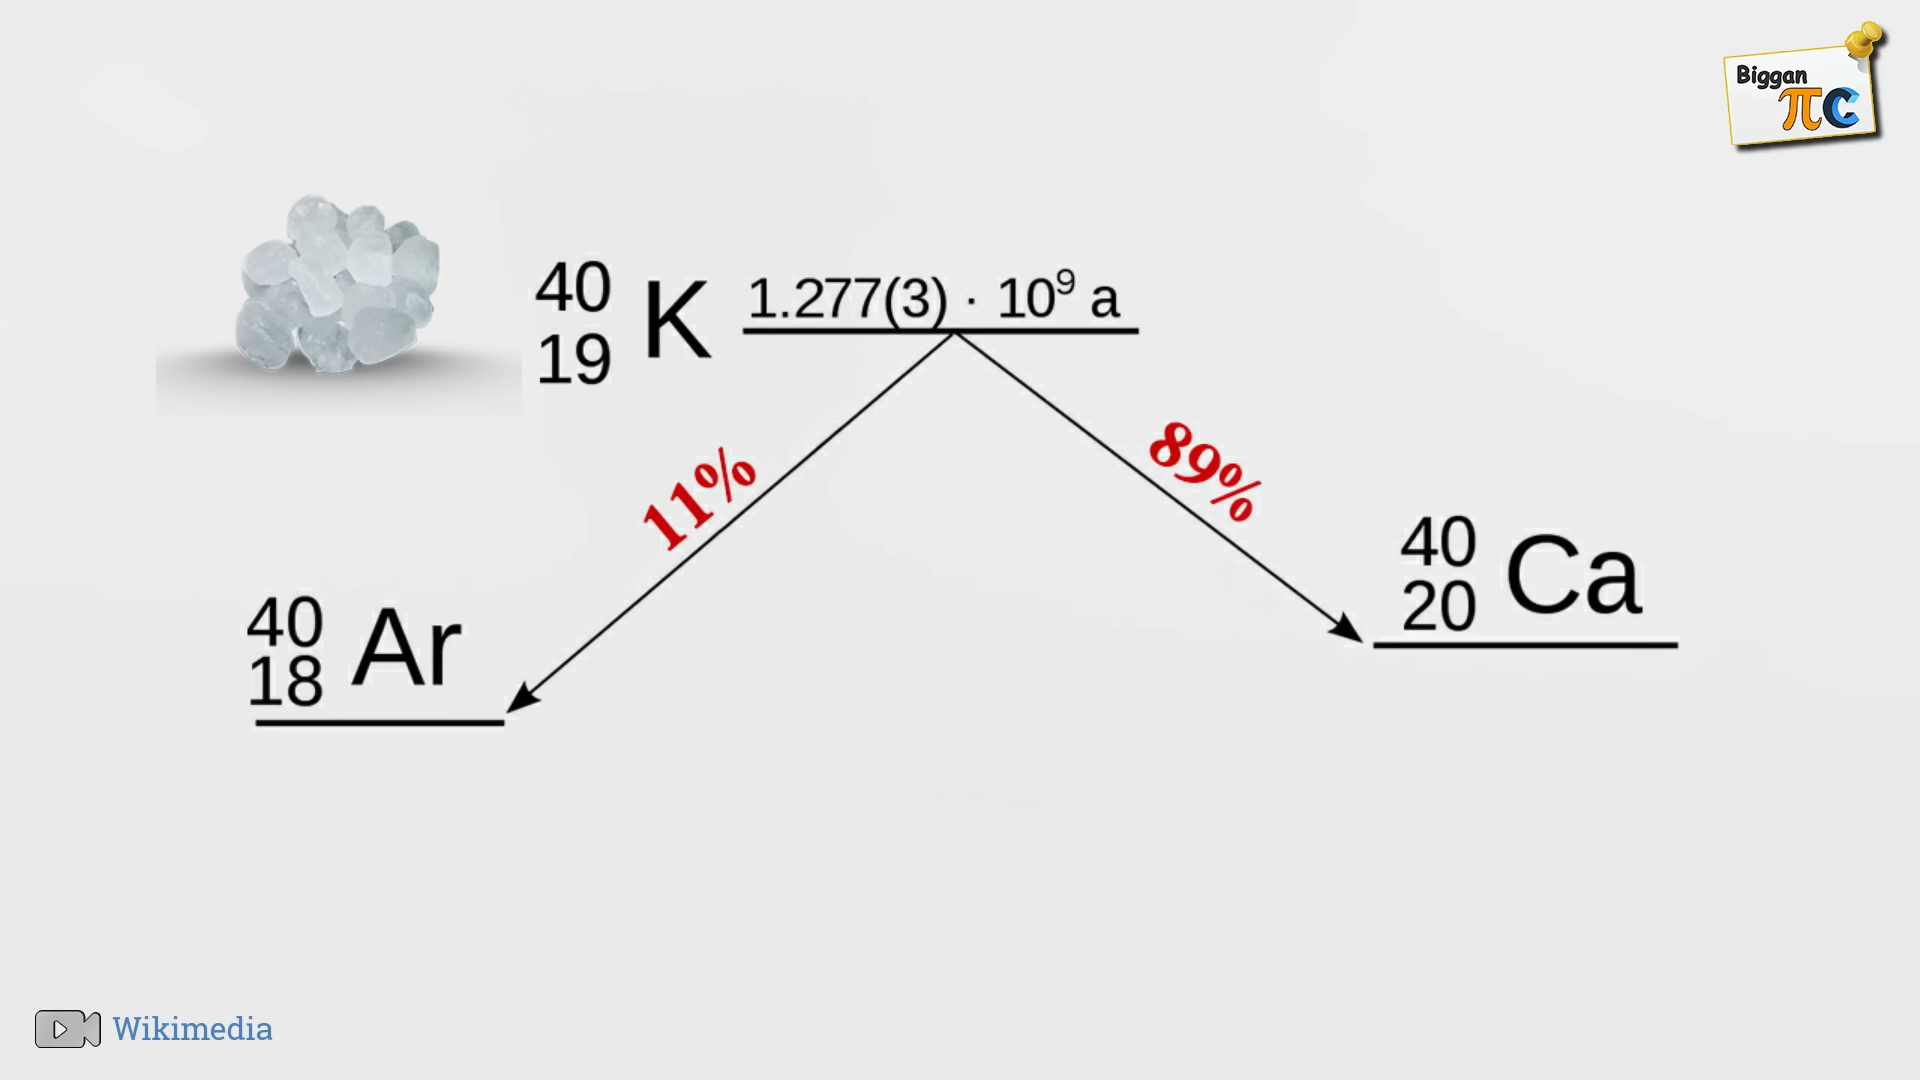 Biggan
πC
40
19 K 1.277(3) · 10⁹ a
11%
89%
40
20 Ca
40
18 Ar
Wikimedia